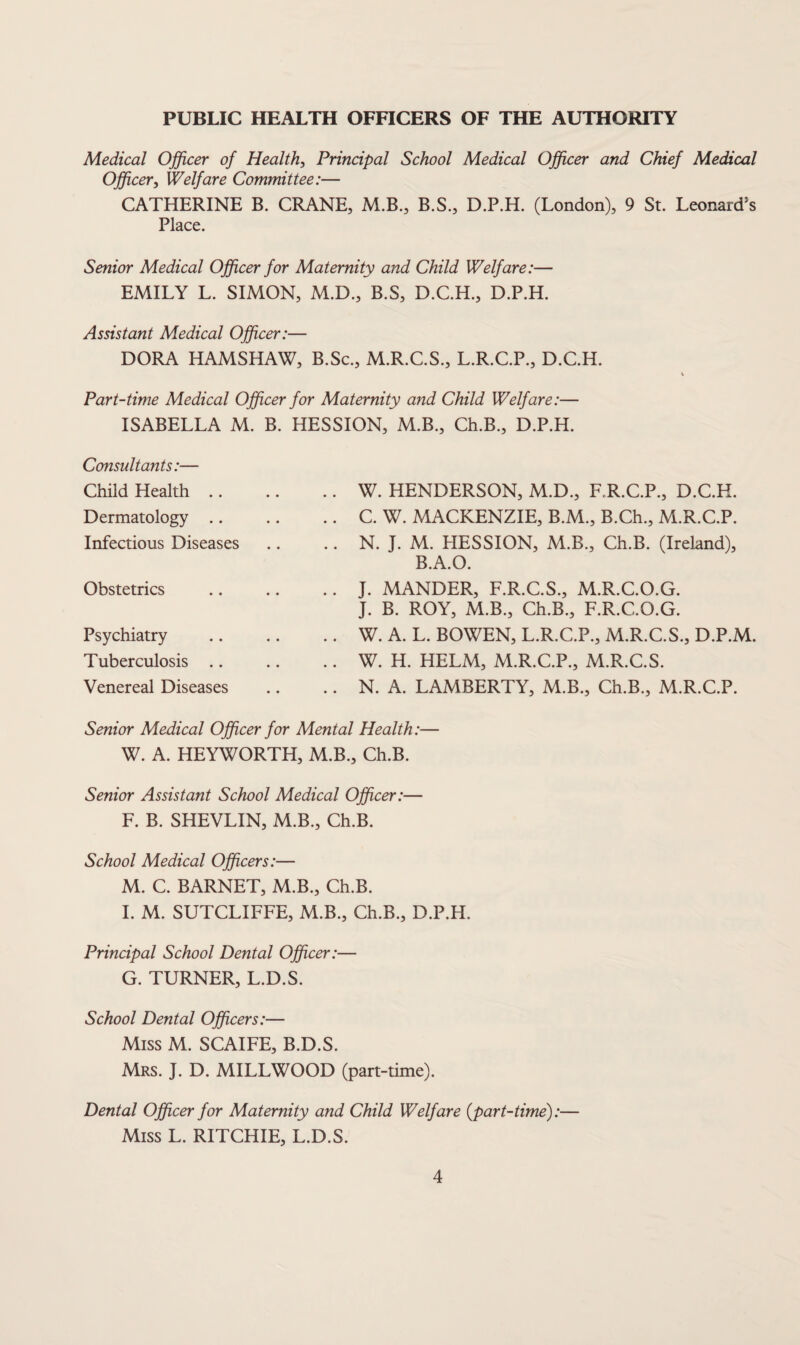 PUBLIC HEALTH OFFICERS OF THE AUTHORITY
Medical Officer of Health, Principal School Medical Officer and Chief Medical
Officer, Welfare Committee:—
CATHERINE B. CRANE, M.B., B.S., D.P.H. (London), 9 St. Leonard's
Place.
Senior Medical Officer for Maternity and Child Welfare:—
EMILY L. SIMON, M.D., B.S, D.C.H., D.P.H.
Assistant Medical Officer:—
DORA HAMSHAW, B.Sc., M.R.C.S., L.R.C.P., D.C.H.
Part-time Medical Officer for Maternity and Child Welfare:—
ISABELLA M. B. HESSION, M.B., Ch.B., D.P.H.
Consultants:—
Child Health .. .. .. W. HENDERSON, M.D., F.R.C.P., D.C.H.
Dermatology .. .. .. C. W. MACKENZIE, B.M., B.Ch., M.R.C.P.
Infectious Diseases .. .. N. J. M. HESSION, M.B., Ch.B. (Ireland),
B.A.O.
Obstetrics .. .. .. J. MANDER, F.R.C.S., M.R.C.O.G.
J. B. ROY, M.B., Ch.B., F.R.C.O.G.
Psychiatry .. .. .. W. A. L. BOWEN, L.R.C.P., M.R.C.S., D.P.M.
Tuberculosis .. .. .. W. H. HELM, M.R.C.P., M.R.C.S.
Venereal Diseases .. .. N. A. LAMBERTY, M.B., Ch.B., M.R.C.P.
Senior Medical Officer for Mental Health:—
W. A. HEYWORTH, M.B., Ch.B.
Senior Assistant School Medical Officer:—
F. B. SHEVLIN, M.B., Ch.B.
School Medical Officers:—
M. C. BARNET, M.B., Ch.B.
I. M. SUTCLIFFE, M.B., Ch.B., D.P.H.
Principal School Dental Officer:—
G. TURNER, L.D.S.
School Dental Officers:—
MISS M. SCAIFE, B.D.S.
MRS. J. D. MILLWOOD (part-time).
Dental Officer for Maternity and Child Welfare (part-time):—
MISS L. RITCHIE, L.D.S.
4